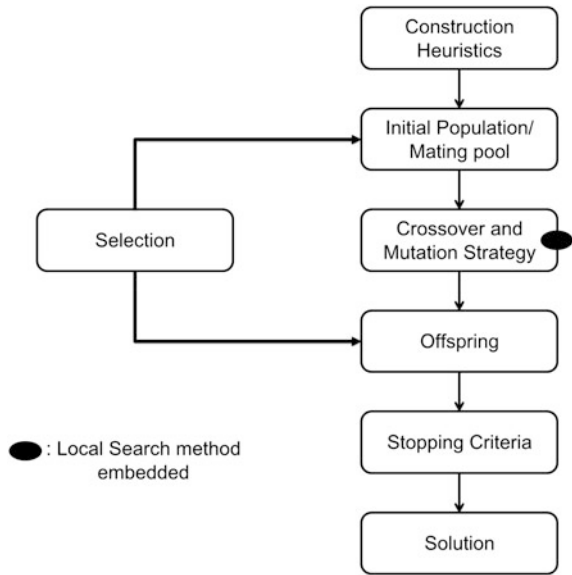 Construction
Heuristics
Initial Population/
Mating pool
Selection
Crossover and
Mutation Strategy
Offspring
: Local Search method
embedded
Stopping Criteria
Solution